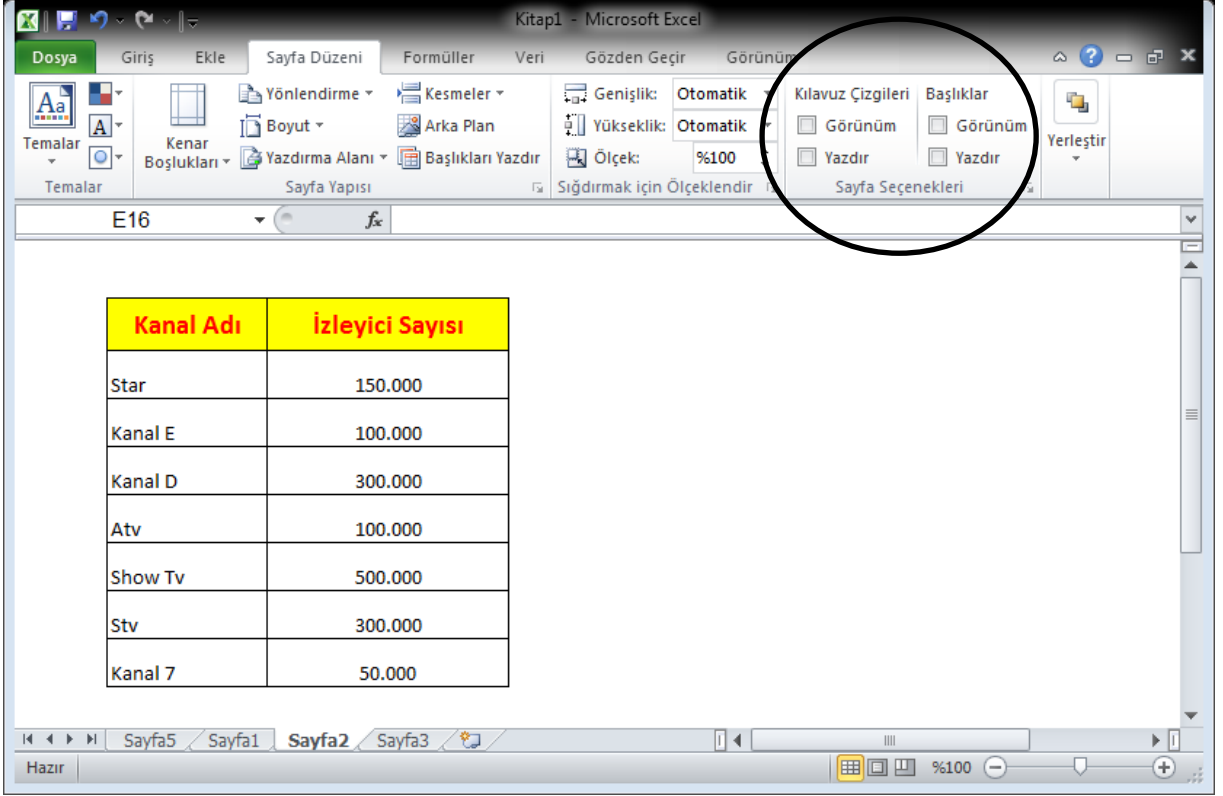 Kitap1 - Microsoft Excel
Dosya Giriş Ekle Sayfa Düzeni Formüller Veri Gözden Geçir Görünüm
Temalar
Kenar Boşlukları
Yönlendirme
Boyut
Yazdırma Alanı
Kesmeler
Arka Plan
Başlıkları Yazdır
Genişlik: Otomatik
Yükseklik: Otomatik
Ölçek: %100
Kılavuz Çizgileri
Görünüm
Yazdır
Başlıklar
Görünüm
Yazdır
Yerleştir
Temalar Sayfa Yapısı Sığdırmak için Ölçeklendir Sayfa Seçenekleri
E16 fx
Kanal Adı İzleyici Sayısı
Star 150.000
Kanal E 100.000
Kanal D 300.000
Atv 100.000
Show Tv 500.000
Stv 300.000
Kanal 7 50.000
Sayfa5 Sayfa1 Sayfa2 Sayfa3
Hazır %100